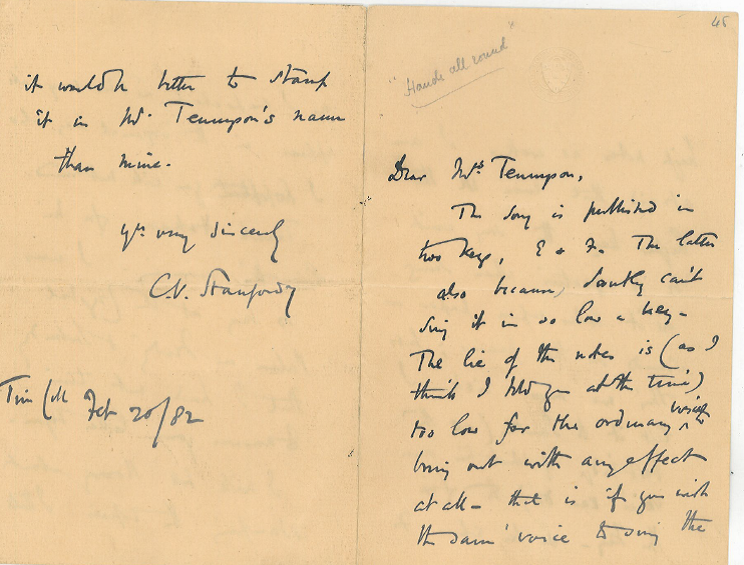 45
"Hands all round"
Dear Mrs. Tennyson,
The song is published in
two keys, E & F. The latter
also because Santley can't
sing it in so low a key -
The lie of the notes is (as I
think I told you at the time)
too low for the ordinary voice to
bring out with any effect
at all - that is if you wish
the same voice to sing the
it would be better to stamp
it in Mr. Tennyson's name
than mine.
Yrs very sincerely
C.V. Stanford
Trin Coll Feb 20/82